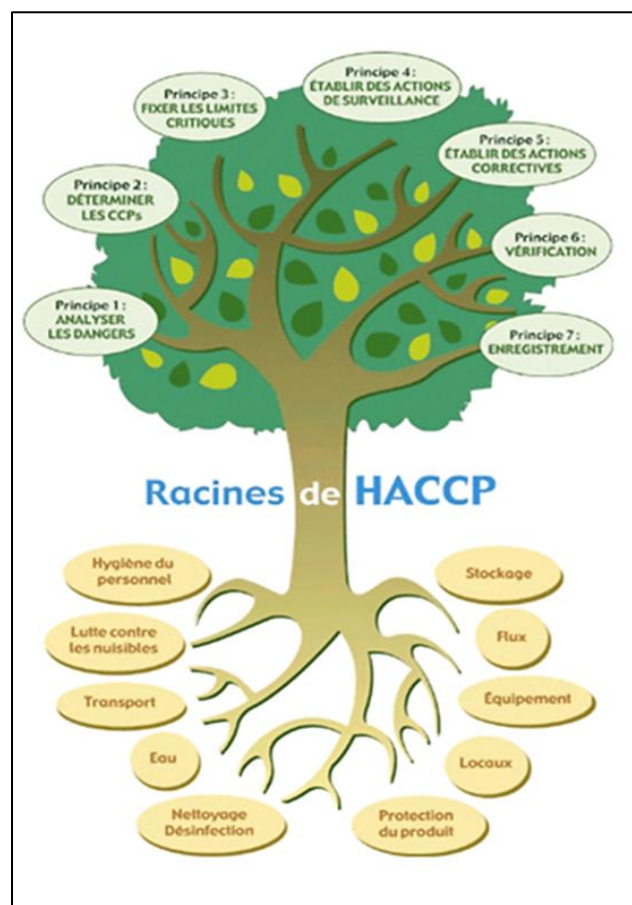 Principe 1 :
ANALYSER
LES DANGERS
Principe 2 :
DÉTERMINER
LES CCPs
Principe 3 :
FIXER LES LIMITES
CRITIQUES
Principe 4 :
ÉTABLIR DES ACTIONS
DE SURVEILLANCE
Principe 5 :
ÉTABLIR DES ACTIONS
CORRECTIVES
Principe 6 :
VÉRIFICATION
Principe 7 :
ENREGISTREMENT
Racines de HACCP
Hygiène du
personnel
Lutte contre
les nuisibles
Transport
Eau
Nettoyage
Désinfection
Stockage
Flux
Équipement
Locaux
Protection
du produit